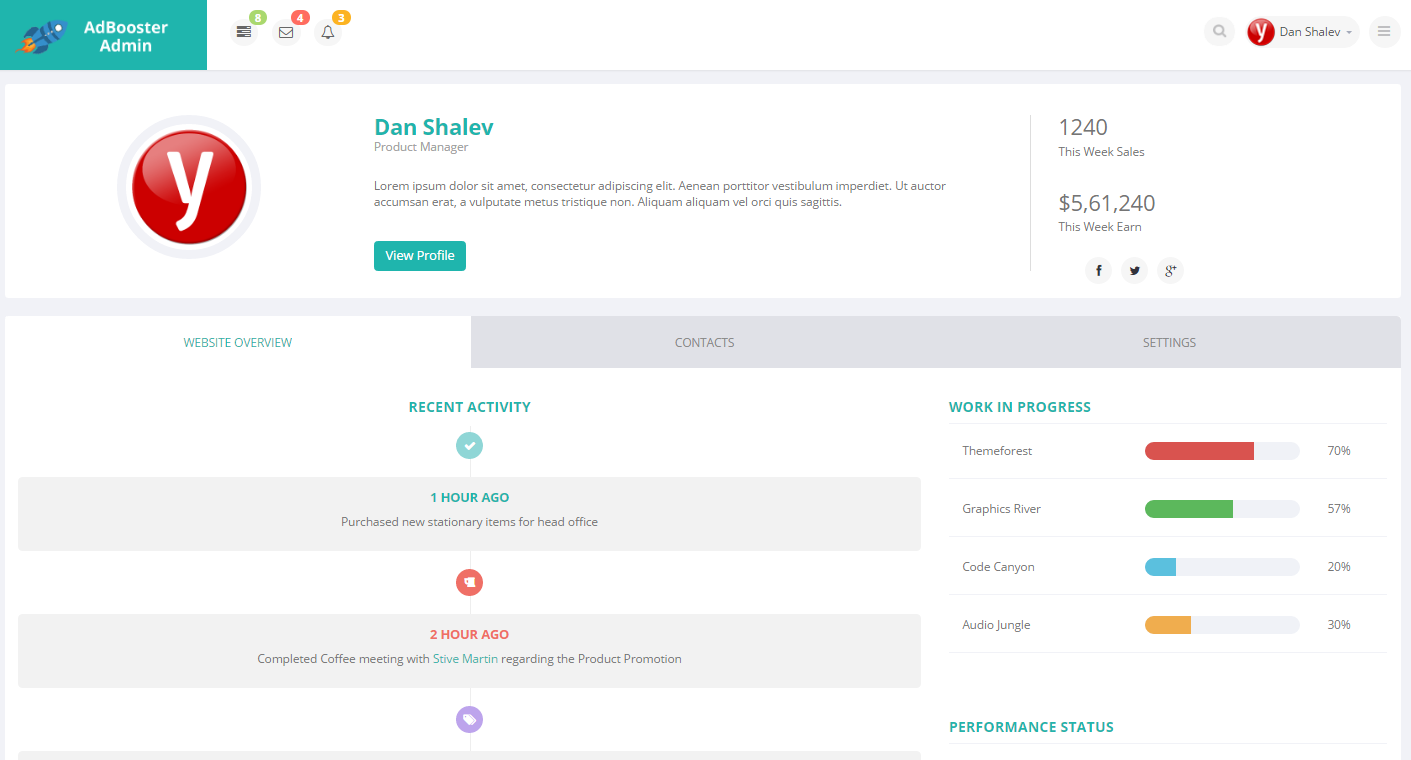 AdBooster
Admin
8
4
3
Dan Shalev
y
Dan Shalev
Product Manager
Lorem ipsum dolor sit amet, consectetur adipiscing elit. Aenean porttitor vestibulum imperdiet. Ut auctor
accumsan erat, a vulputate metus tristique non. Aliquam aliquam vel orci quis sagittis.
View Profile
1240
This Week Sales
$5,61,240
This Week Earn
WEBSITE OVERVIEW
CONTACTS
SETTINGS
RECENT ACTIVITY
1 HOUR AGO
Purchased new stationary items for head office
2 HOUR AGO
Completed Coffee meeting with Stive Martin regarding the Product Promotion
WORK IN PROGRESS
Themeforest 70%
Graphics River 57%
Code Canyon 20%
Audio Jungle 30%
PERFORMANCE STATUS